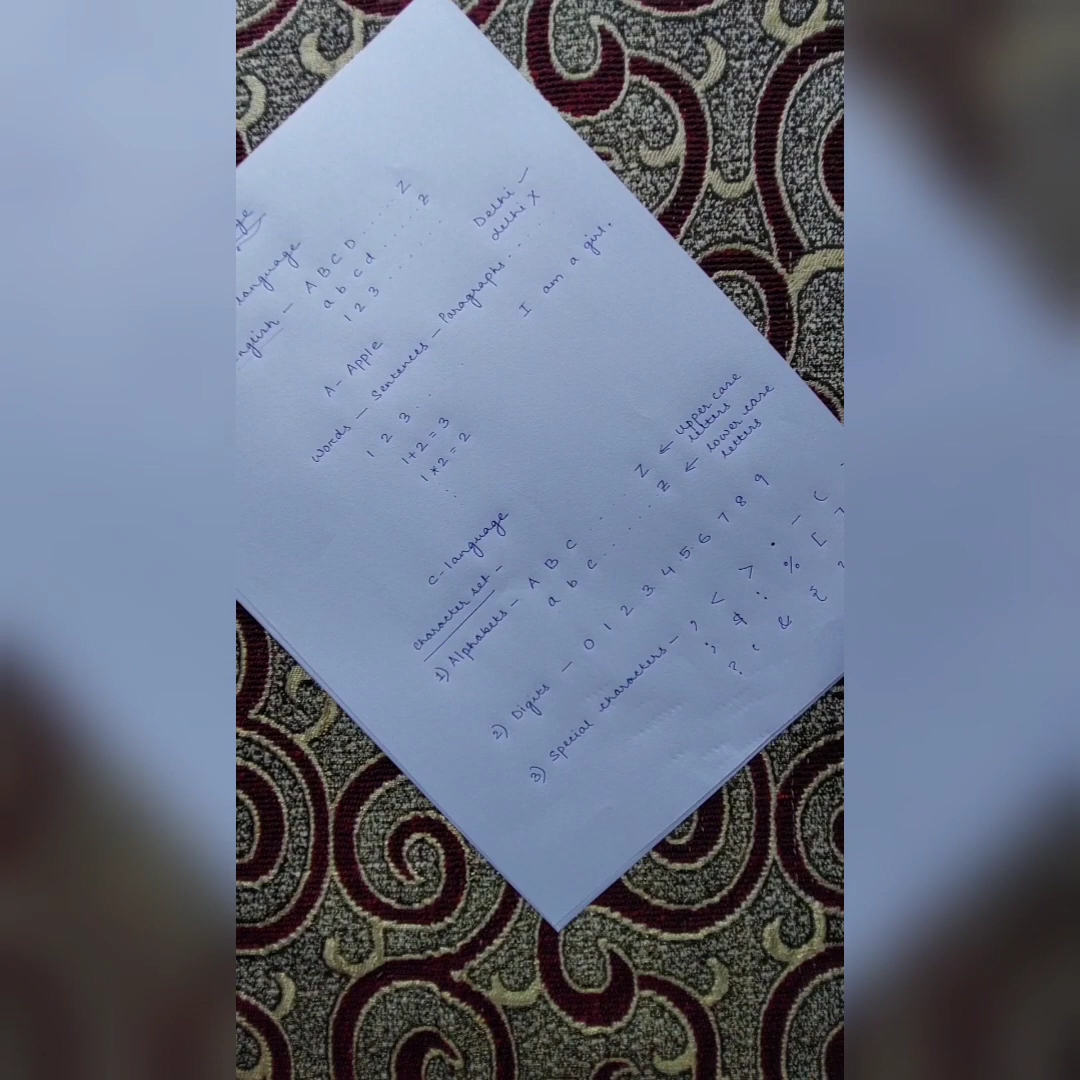 language
English - A B C D ...... Z
a b c d ...... z
1 2 3 ......
A- Apple
Delhi -
delhi X
Words - Sentences - Paragraphs....
I am a girl.
1 2 3 ...
1+2 = 3
1*2 = 2
C-language
Character set -
1) Alphabets - A B C ...... Z ← upper case letters
a b c ...... z ← lower case letters
2) Digits - 0 1 2 3 4 5 6 7 8 9
3) Special characters - , < > . - (
; $ : % [
? ' & {